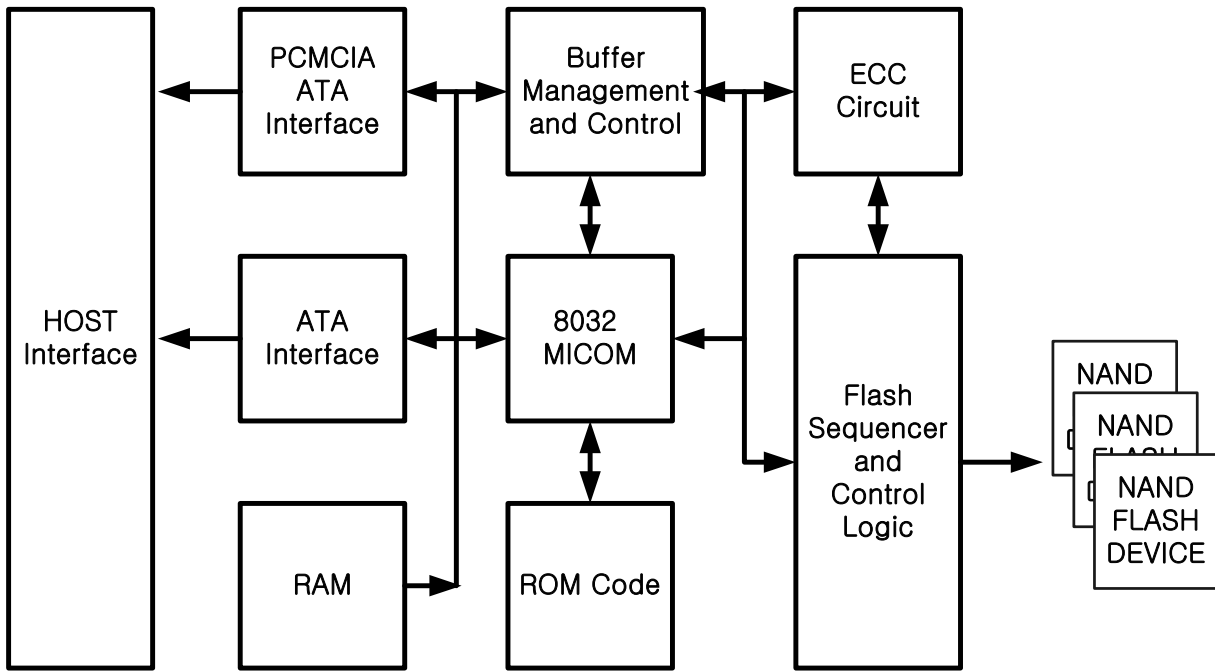 PCMCIA
ATA
Interface
Buffer
Management
and Control
ECC
Circuit
HOST
Interface
ATA
Interface
8032
MICOM
Flash
Sequencer
and
Control
Logic
RAM
ROM Code
NAND
NAND
FLASH
NAND
FLASH
DEVICE